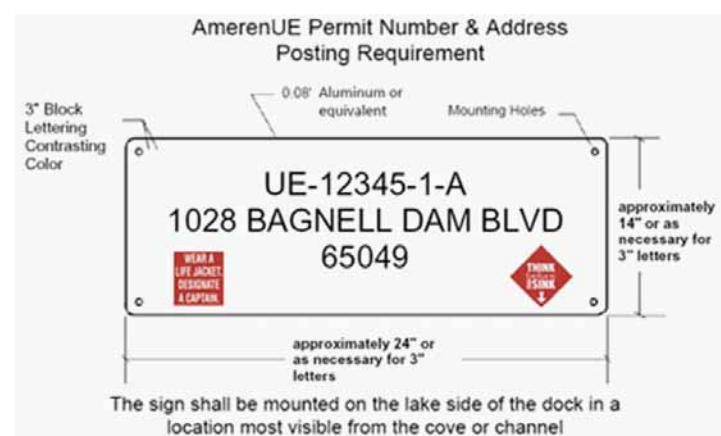 AmerenUE Permit Number & Address
Posting Requirement
0.08' Aluminum or
equivalent
Mounting Holes
3" Block
Lettering
Contrasting
Color
UE-12345-1-A
1028 BAGNELL DAM BLVD
65049
WEAR A
LIFE JACKET.
DESIGNATE
A CAPTAIN.
THINK
SINK
approximately
14" or as
necessary for
3" letters
approximately 24" or
as necessary for 3"
letters
The sign shall be mounted on the lake side of the dock in a
location most visible from the cove or channel